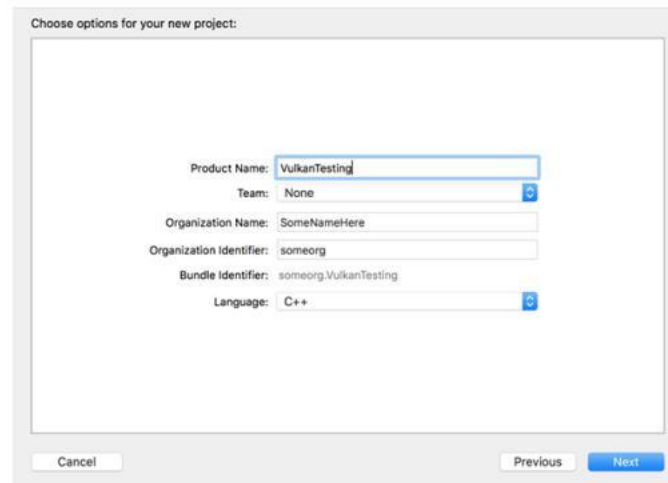 Choose options for your new project:
Product Name: VulkanTesting
Team: None
Organization Name: SomeNameHere
Organization Identifier: someorg
Bundle Identifier: someorg.VulkanTesting
Language: C++
Cancel Previous Next